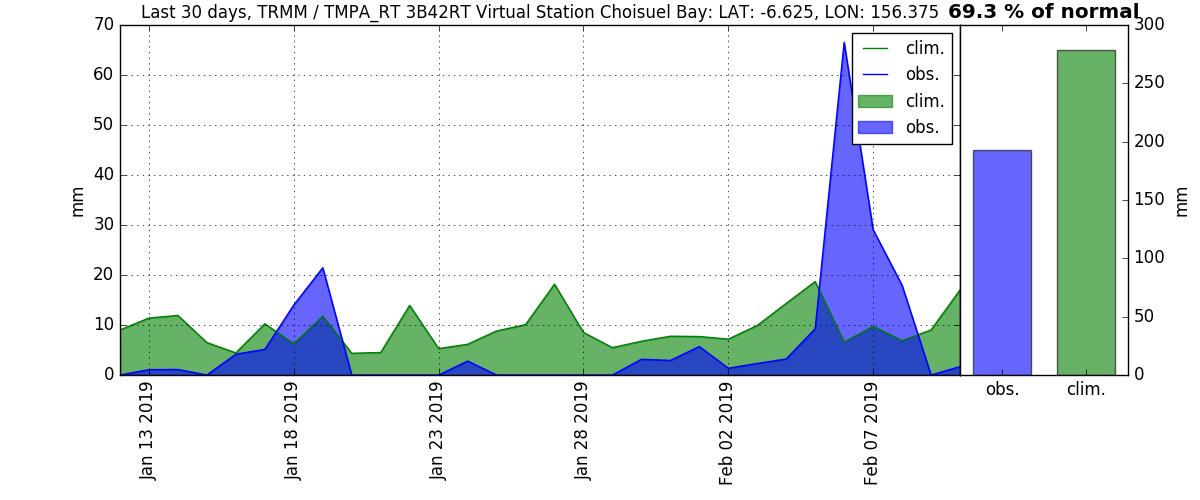 Last 30 days, TRMM / TMPA_RT 3B42RT Virtual Station Choisuel Bay: LAT: -6.625, LON: 156.375
69.3 % of normal
70
60
50
40
30
20
10
0
mm
clim.
obs.
clim.
obs.
300
250
200
150
100
50
0
mm
Jan 13 2019
Jan 18 2019
Jan 23 2019
Jan 28 2019
Feb 02 2019
Feb 07 2019
obs.
clim.